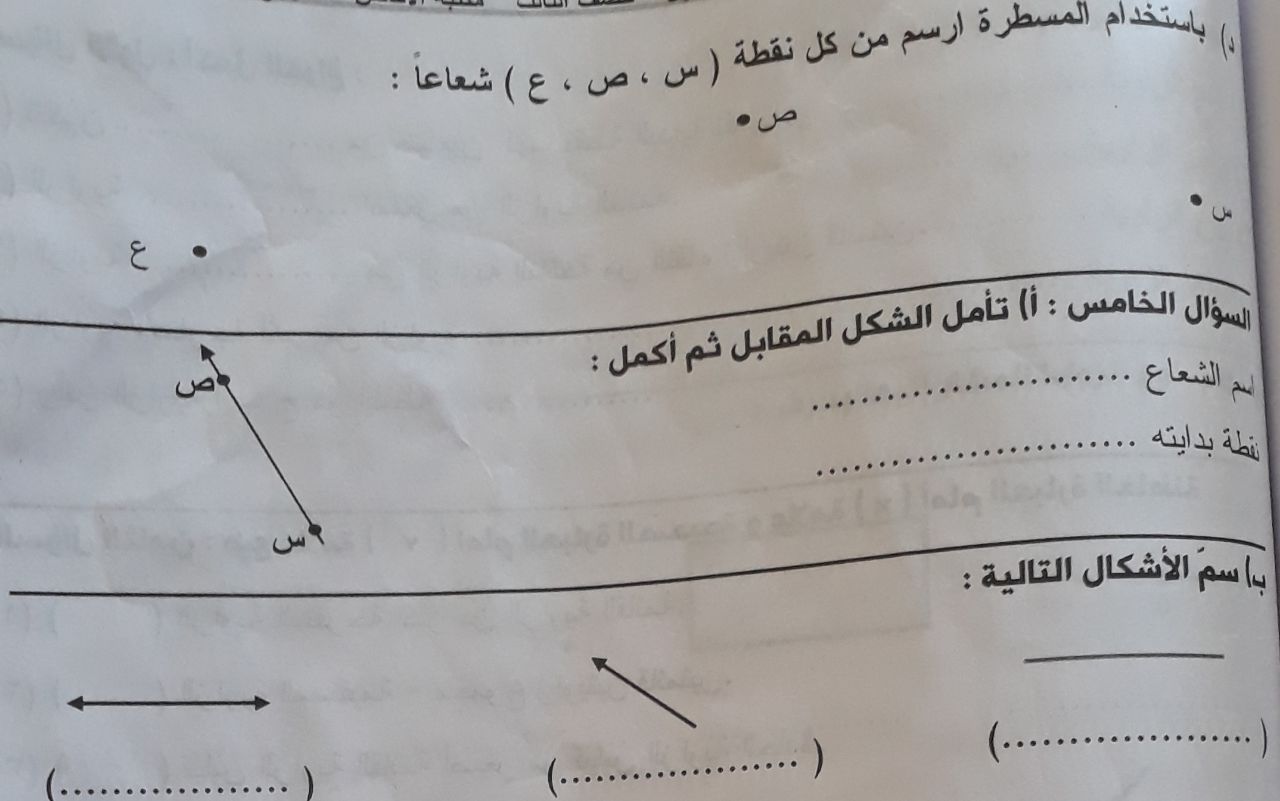 د) باستخدام المسطرة ارسم من كل نقطة ( س ، ص ، ع ) شعاعاً :
ص
س
ع
السؤال الخامس : أ) تأمل الشكل المقابل ثم أكمل :
اسم الشعاع ....................
ص
نقطة بدايته ....................
س
ب) سمّ الأشكال التالية :
(....................) (....................) (....................)